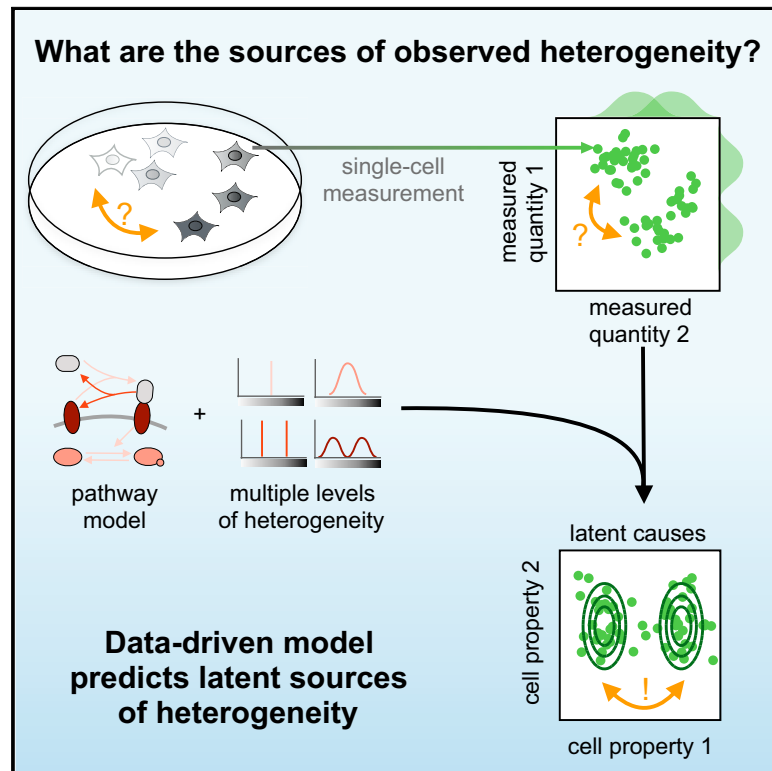 What are the sources of observed heterogeneity?
?
single-cell
measurement
measured
quantity 1
?
measured
quantity 2
+
pathway
model
multiple levels
of heterogeneity
latent causes
cell property 2
!
cell property 1
Data-driven model
predicts latent sources
of heterogeneity